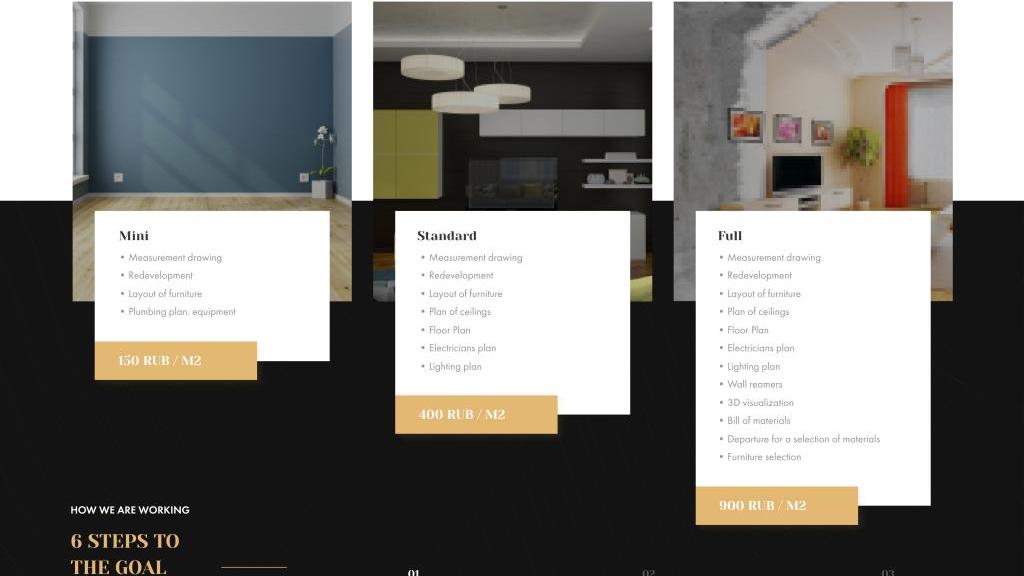 Mini
• Measurement drawing
• Redevelopment
• Layout of furniture
• Plumbing plan. equipment
150 RUB / M2
Standard
• Measurement drawing
• Redevelopment
• Layout of furniture
• Plan of ceilings
• Floor Plan
• Electricians plan
• Lighting plan
400 RUB / M2
Full
• Measurement drawing
• Redevelopment
• Layout of furniture
• Plan of ceilings
• Floor Plan
• Electricians plan
• Lighting plan
• Wall reamers
• 3D visualization
• Bill of materials
• Departure for a selection of materials
• Furniture selection
900 RUB / M2
HOW WE ARE WORKING
6 STEPS TO
THE GOAL
01
02
03